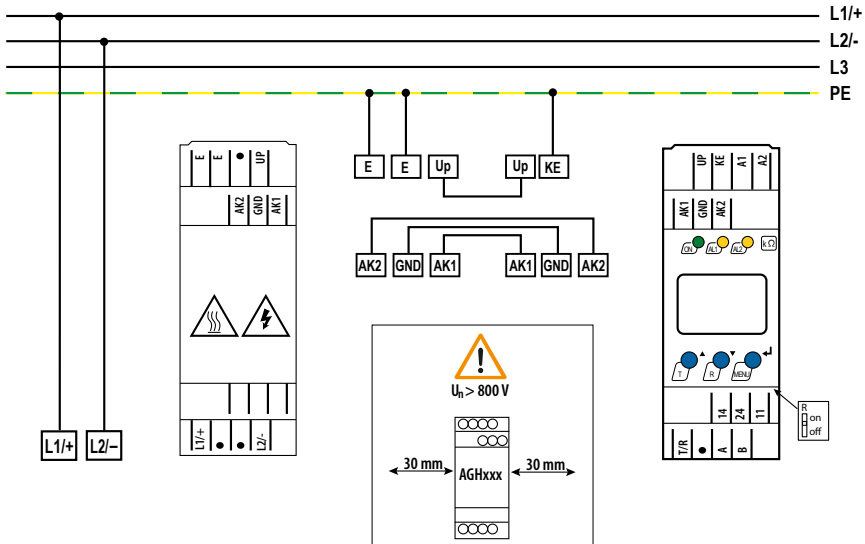 L1/+
L2/-
L3
PE
E E Up Up KE
AK2 GND AK1 AK1 GND AK2
E E UP
AK2 GND AK1
L1/+ L2/-
L1/+ L2/–
Un > 800 V
30 mm AGHxxx 30 mm
UP KE A1 A2
AK1 GND AK2
ON AL1 AL2 kΩ
T R MENU
14 24 11
T/R A B
R
on
off